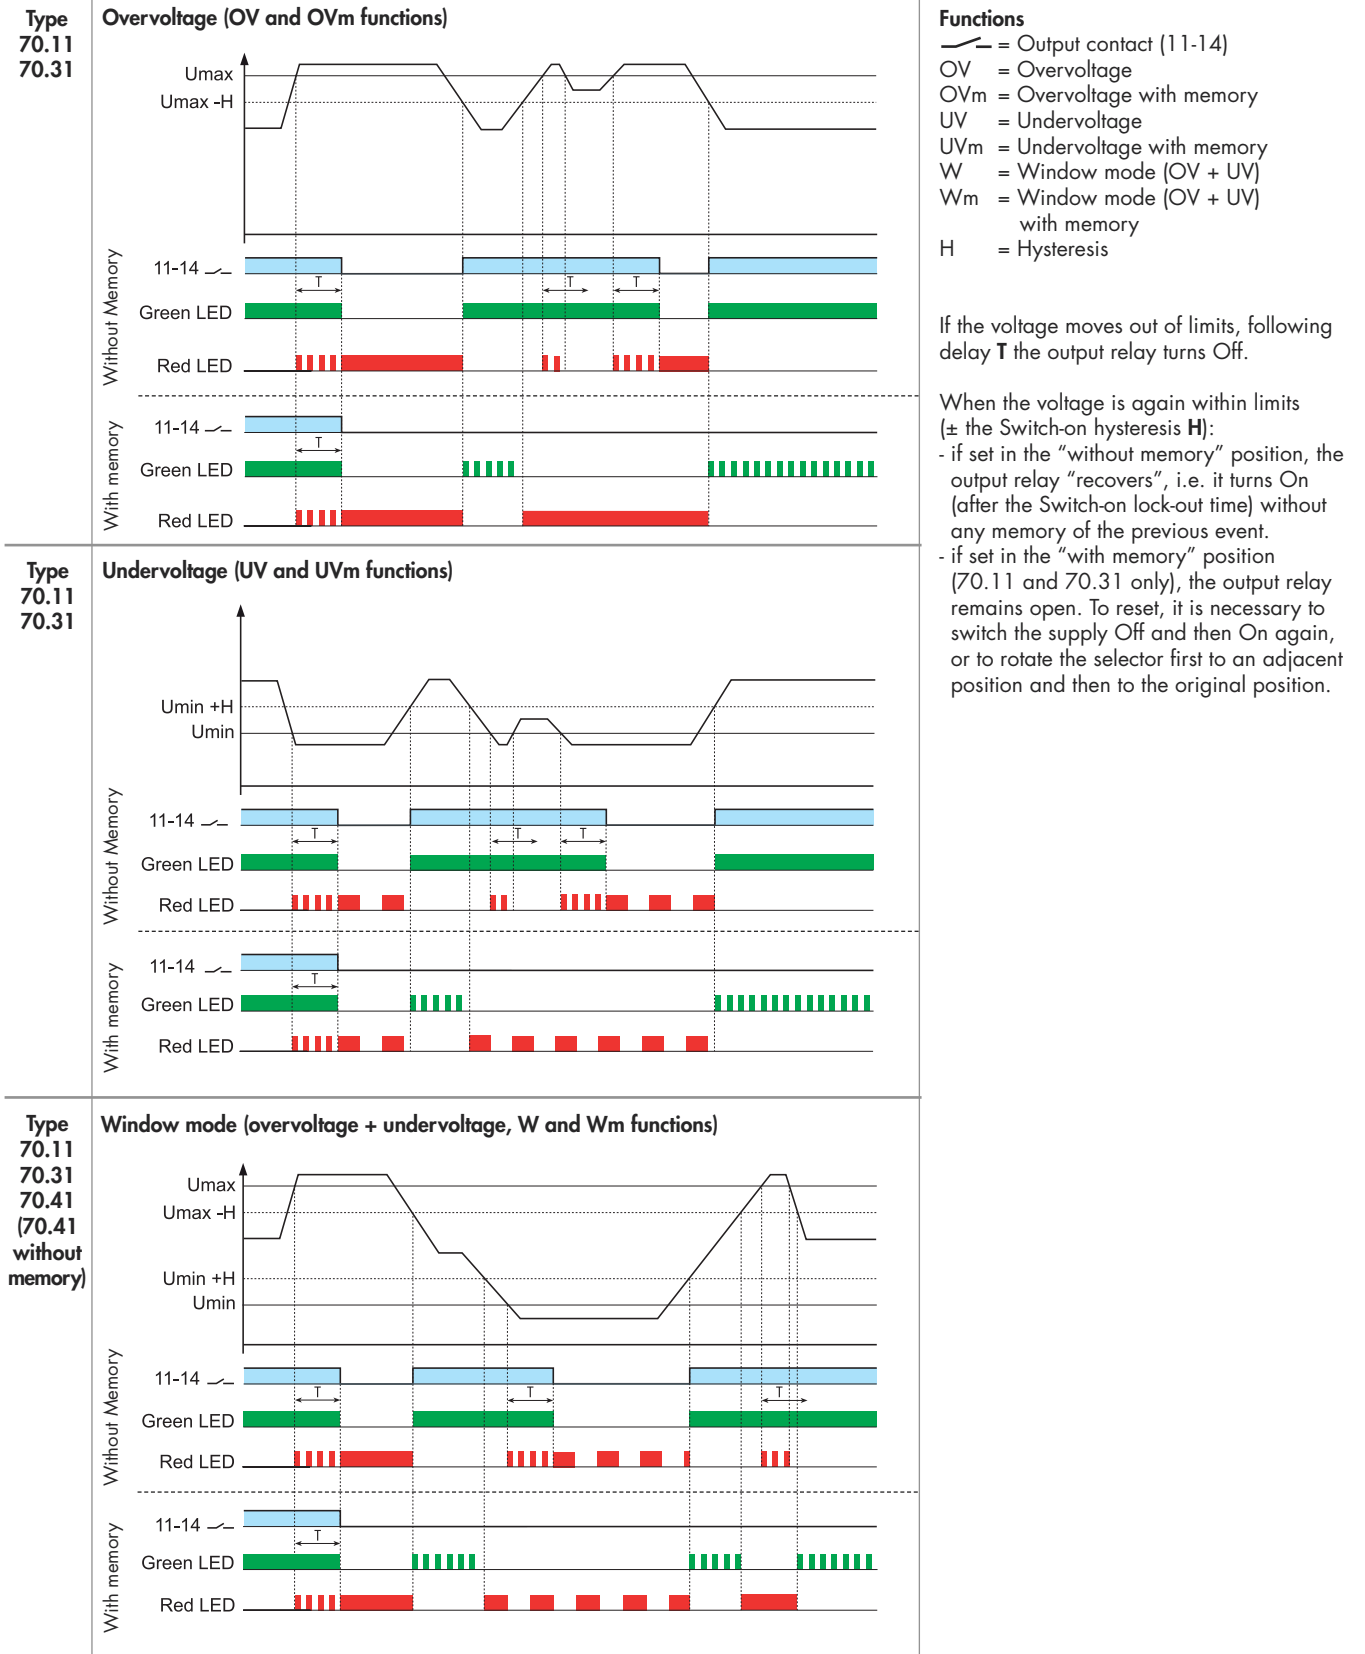 Type
70.11
70.31
Overvoltage (OV and OVm functions)
Umax
Umax -H
Without Memory
11-14
T
T
T
Green LED
Red LED
With memory
11-14
T
Green LED
Red LED
Type
70.11
70.31
Undervoltage (UV and UVm functions)
Umin +H
Umin
Without Memory
11-14
T
T
T
Green LED
Red LED
With memory
11-14
T
Green LED
Red LED
Type
70.11
70.31
70.41
(70.41
without
memory)
Window mode (overvoltage + undervoltage, W and Wm functions)
Umax
Umax -H
Umin +H
Umin
Without Memory
11-14
T
T
T
Green LED
Red LED
With memory
11-14
T
Green LED
Red LED
Functions
= Output contact (11-14)
OV = Overvoltage
OVm = Overvoltage with memory
UV = Undervoltage
UVm = Undervoltage with memory
W = Window mode (OV + UV)
Wm = Window mode (OV + UV)
with memory
H = Hysteresis
If the voltage moves out of limits, following
delay T the output relay turns Off.
When the voltage is again within limits
(± the Switch-on hysteresis H):
- if set in the “without memory” position, the
output relay “recovers”, i.e. it turns On
(after the Switch-on lock-out time) without
any memory of the previous event.
- if set in the “with memory” position
(70.11 and 70.31 only), the output relay
remains open. To reset, it is necessary to
switch the supply Off and then On again,
or to rotate the selector first to an adjacent
position and then to the original position.